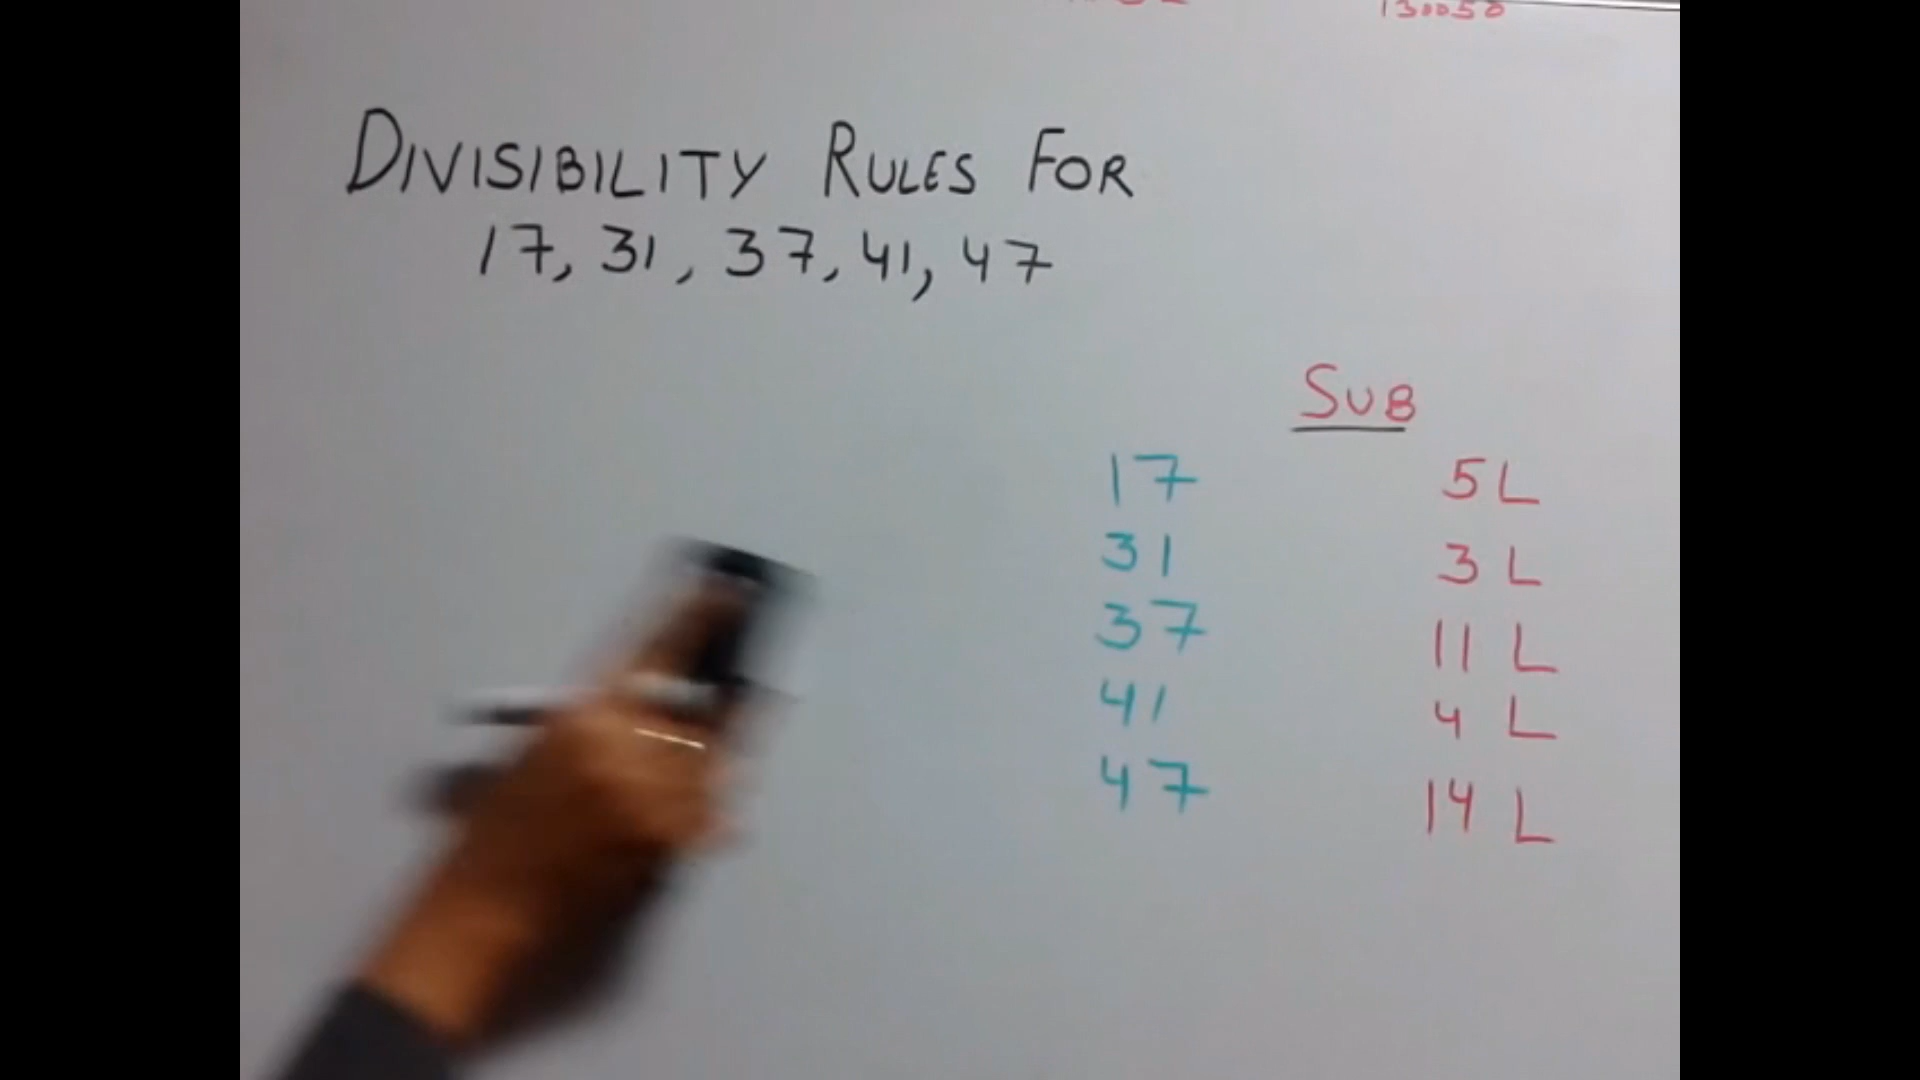 130050
DIVISIBILITY RULES FOR
17, 31, 37, 41, 47
SUB
17 5L
31 3L
37 11 L
41 4 L
47 14 L